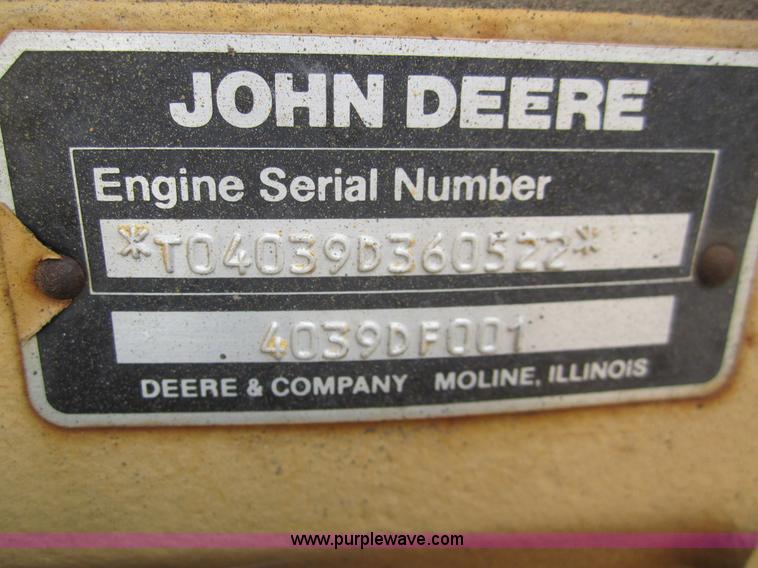 JOHN DEERE
Engine Serial Number
*T04039D360522*
4039DF001
DEERE & COMPANY MOLINE, ILLINOIS
www.purplewave.com